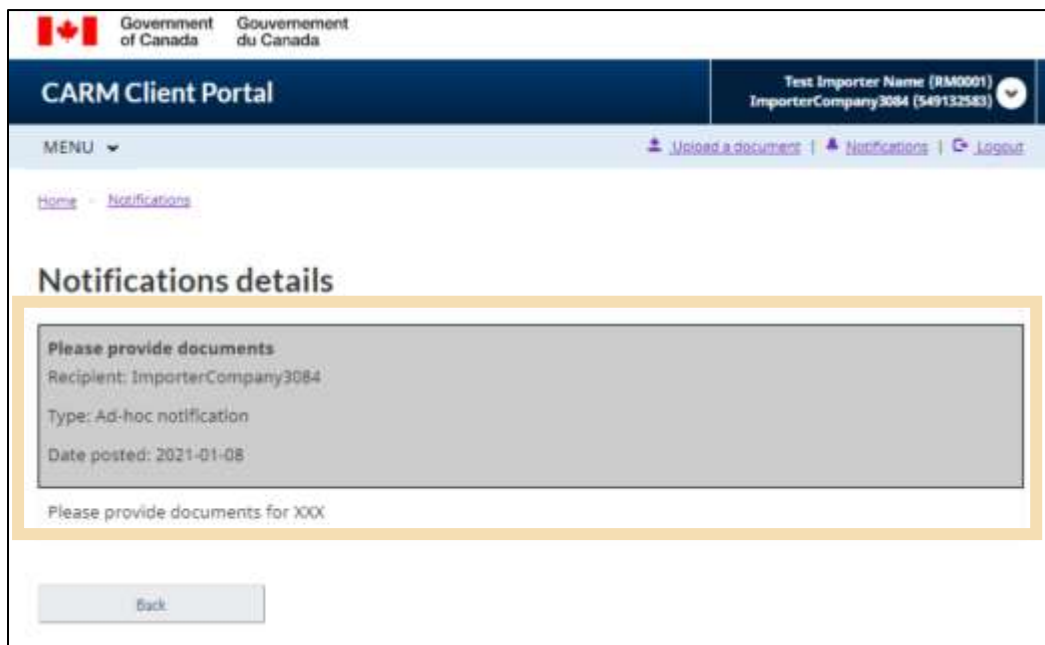 Government Gouvernement
of Canada du Canada
CARM Client Portal
Test Importer Name (RM0001)
ImporterCompany3084 (549132583)
MENU
Upload a document | Notifications | Logout
Home Notifications
Notifications details
Please provide documents
Recipient: ImporterCompany3084
Type: Ad-hoc notification
Date posted: 2021-01-08
Please provide documents for XXX
Back